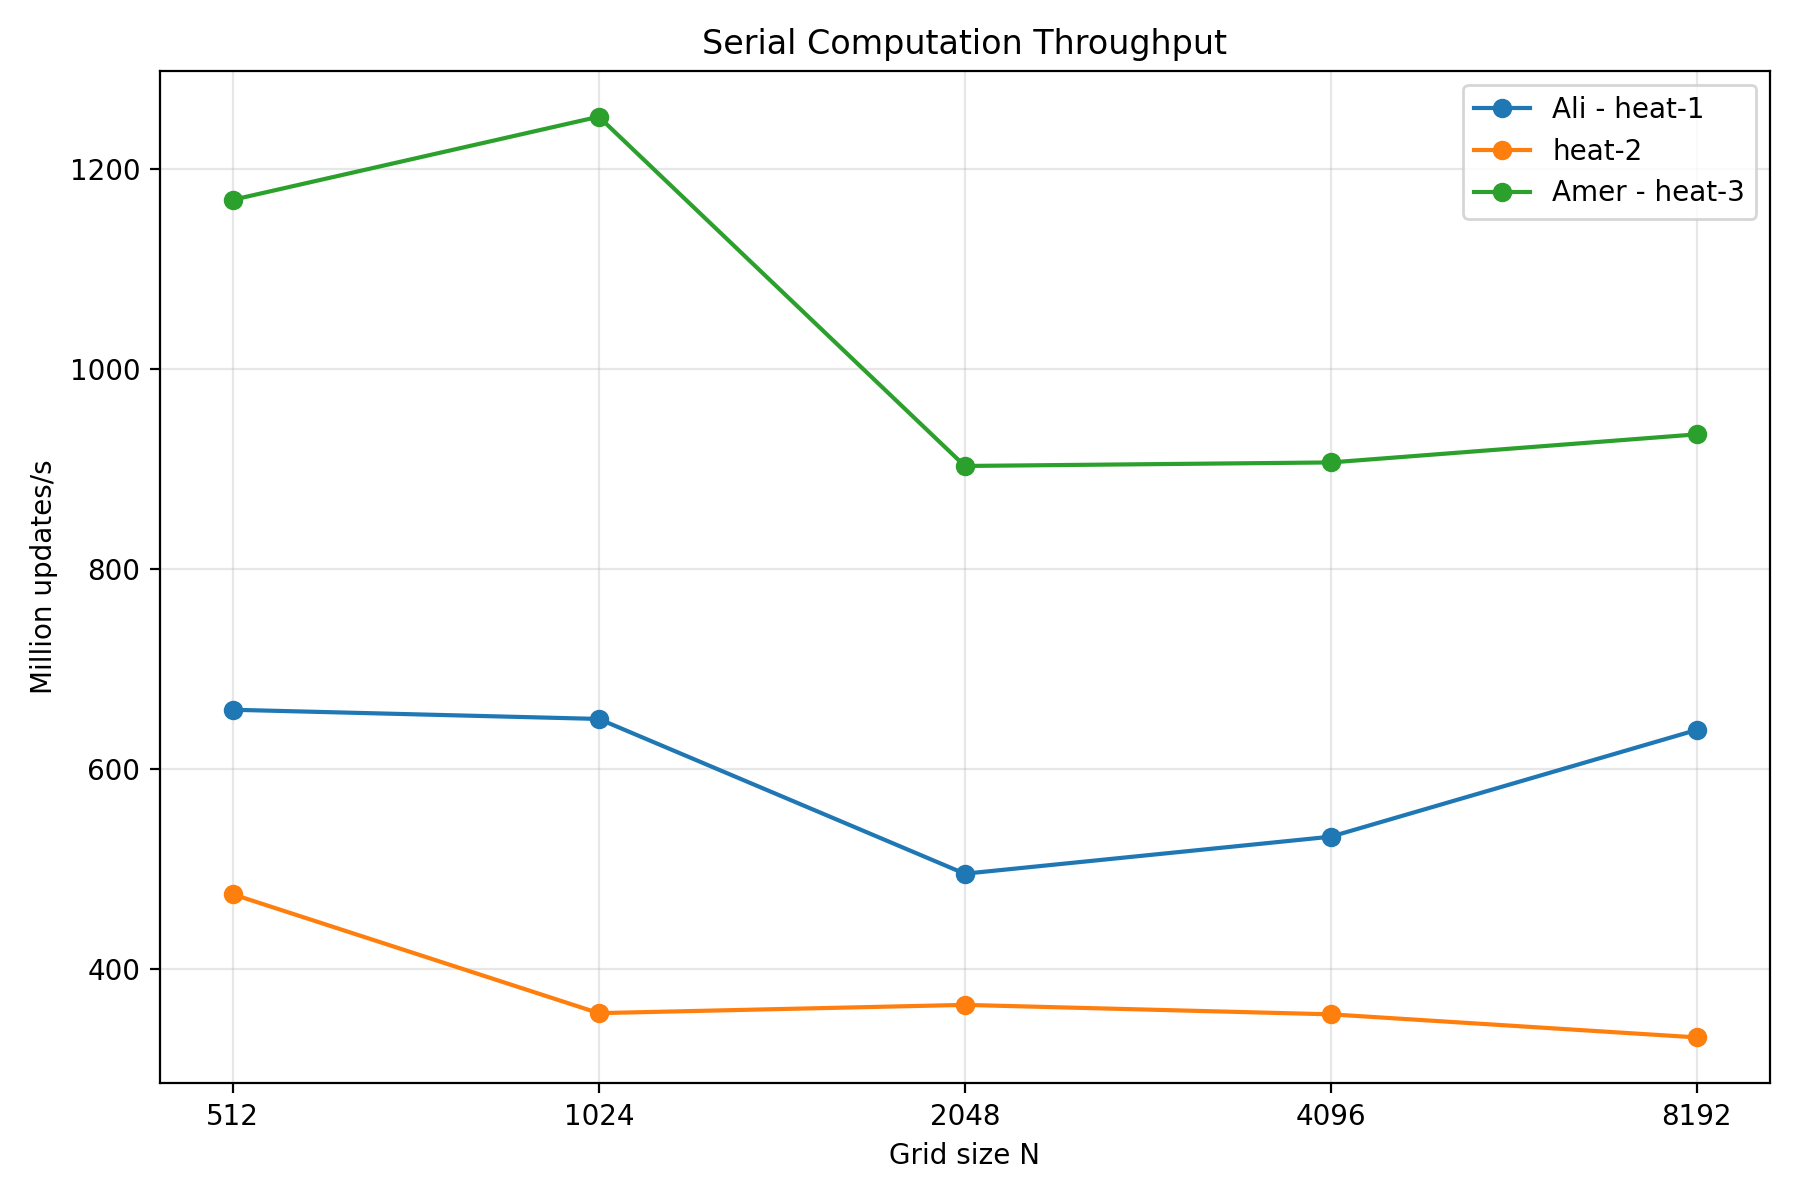 Serial Computation Throughput
Ali - heat-1
heat-2
Amer - heat-3
1200
1000
800
600
400
Million updates/s
512 1024 2048 4096 8192
Grid size N